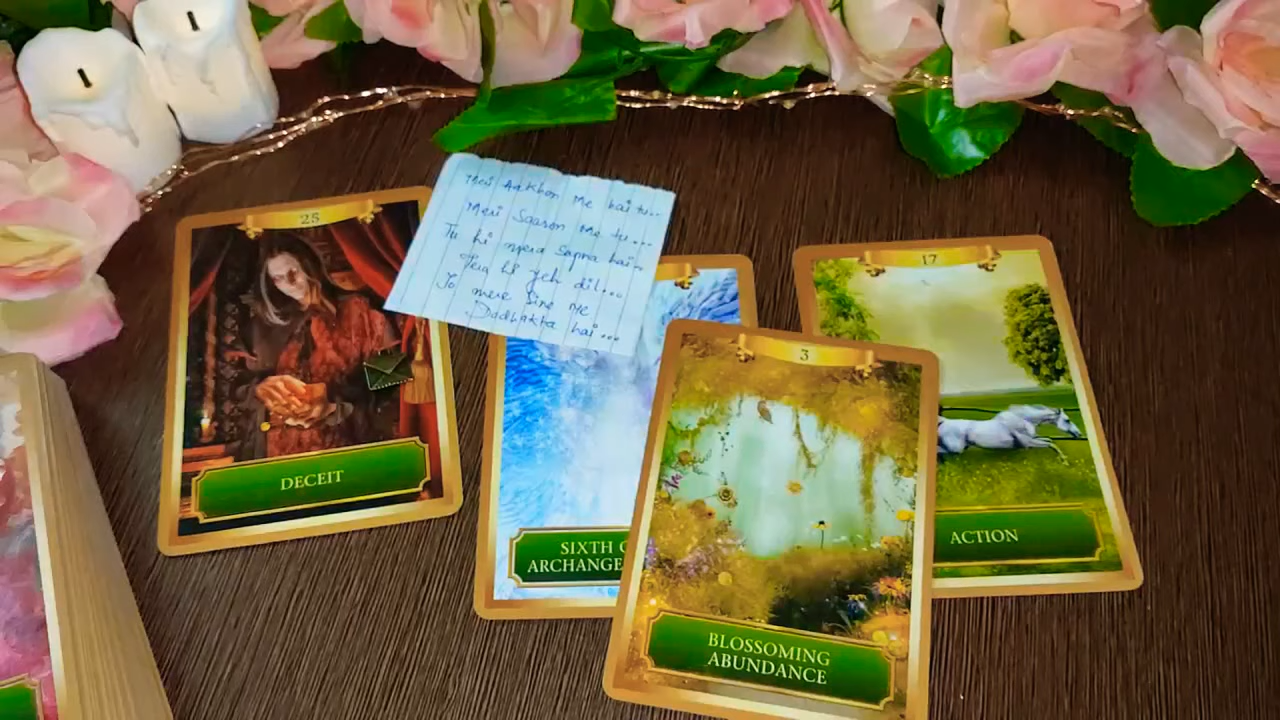 25
DECEIT
Teri Aakhon Me hai tu...
Meri Saason Me tu...
Tu hi mera Sapna hai..
Tera hi yeh dil...
Jo mere Sine Me
Dadhakta hai...
SIXTH
ARCHANGE
3
BLOSSOMING
ABUNDANCE
17
ACTION